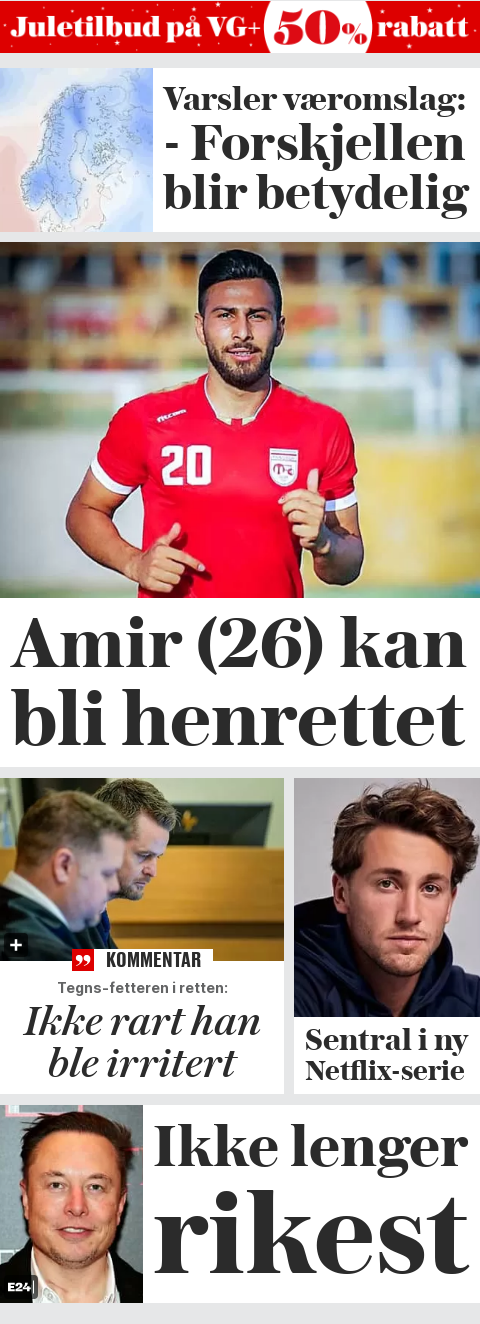 Juletilbud på VG+ 50% rabatt
Varsler væromslag:
- Forskjellen
blir betydelig
20
Amir (26) kan
bli henrettet
KOMMENTAR
Tegns-fetteren i retten:
Ikke rart han
ble irritert
Sentral i ny
Netflix-serie
Ikke lenger
rikest
E24